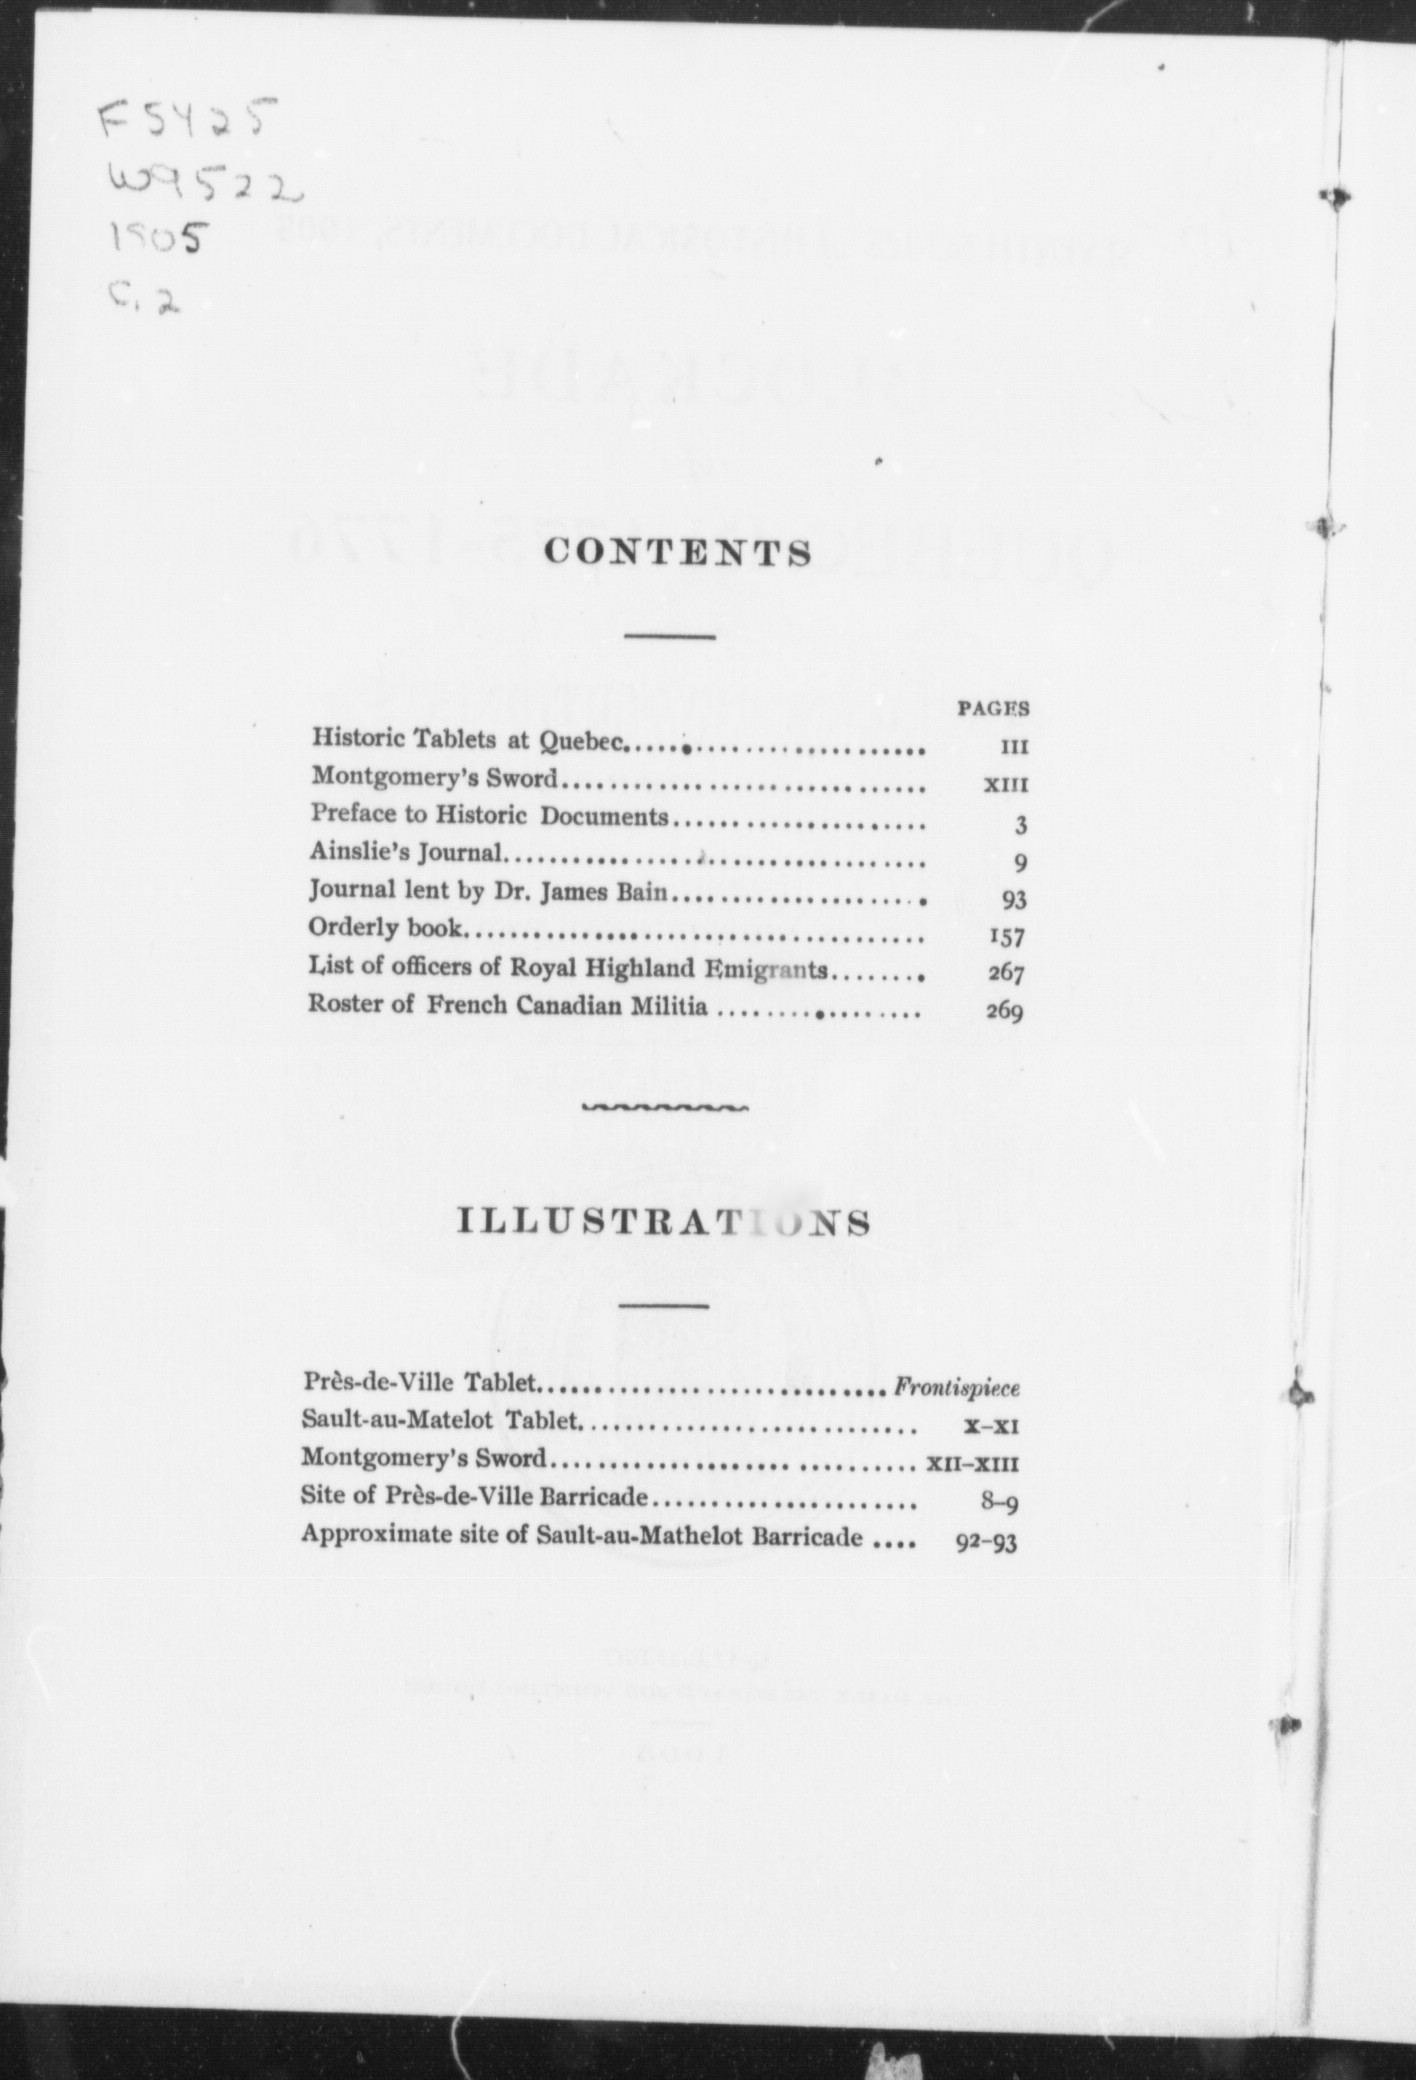 F5425
W9522
1905
C. 2
CONTENTS
PAGES
Historic Tablets at Quebec.............................. III
Montgomery's Sword.............................. XIII
Preface to Historic Documents..................... 3
Ainslie's Journal................................... 9
Journal lent by Dr. James Bain..................... 93
Orderly book...................................... 157
List of officers of Royal Highland Emigrants........ 267
Roster of French Canadian Militia ................. 269
ILLUSTRATIONS
Près-de-Ville Tablet............................. Frontispiece
Sault-au-Matelot Tablet............................ X-XI
Montgomery's Sword.............................. XII-XIII
Site of Près-de-Ville Barricade...................... 8-9
Approximate site of Sault-au-Mathelot Barricade .... 92-93